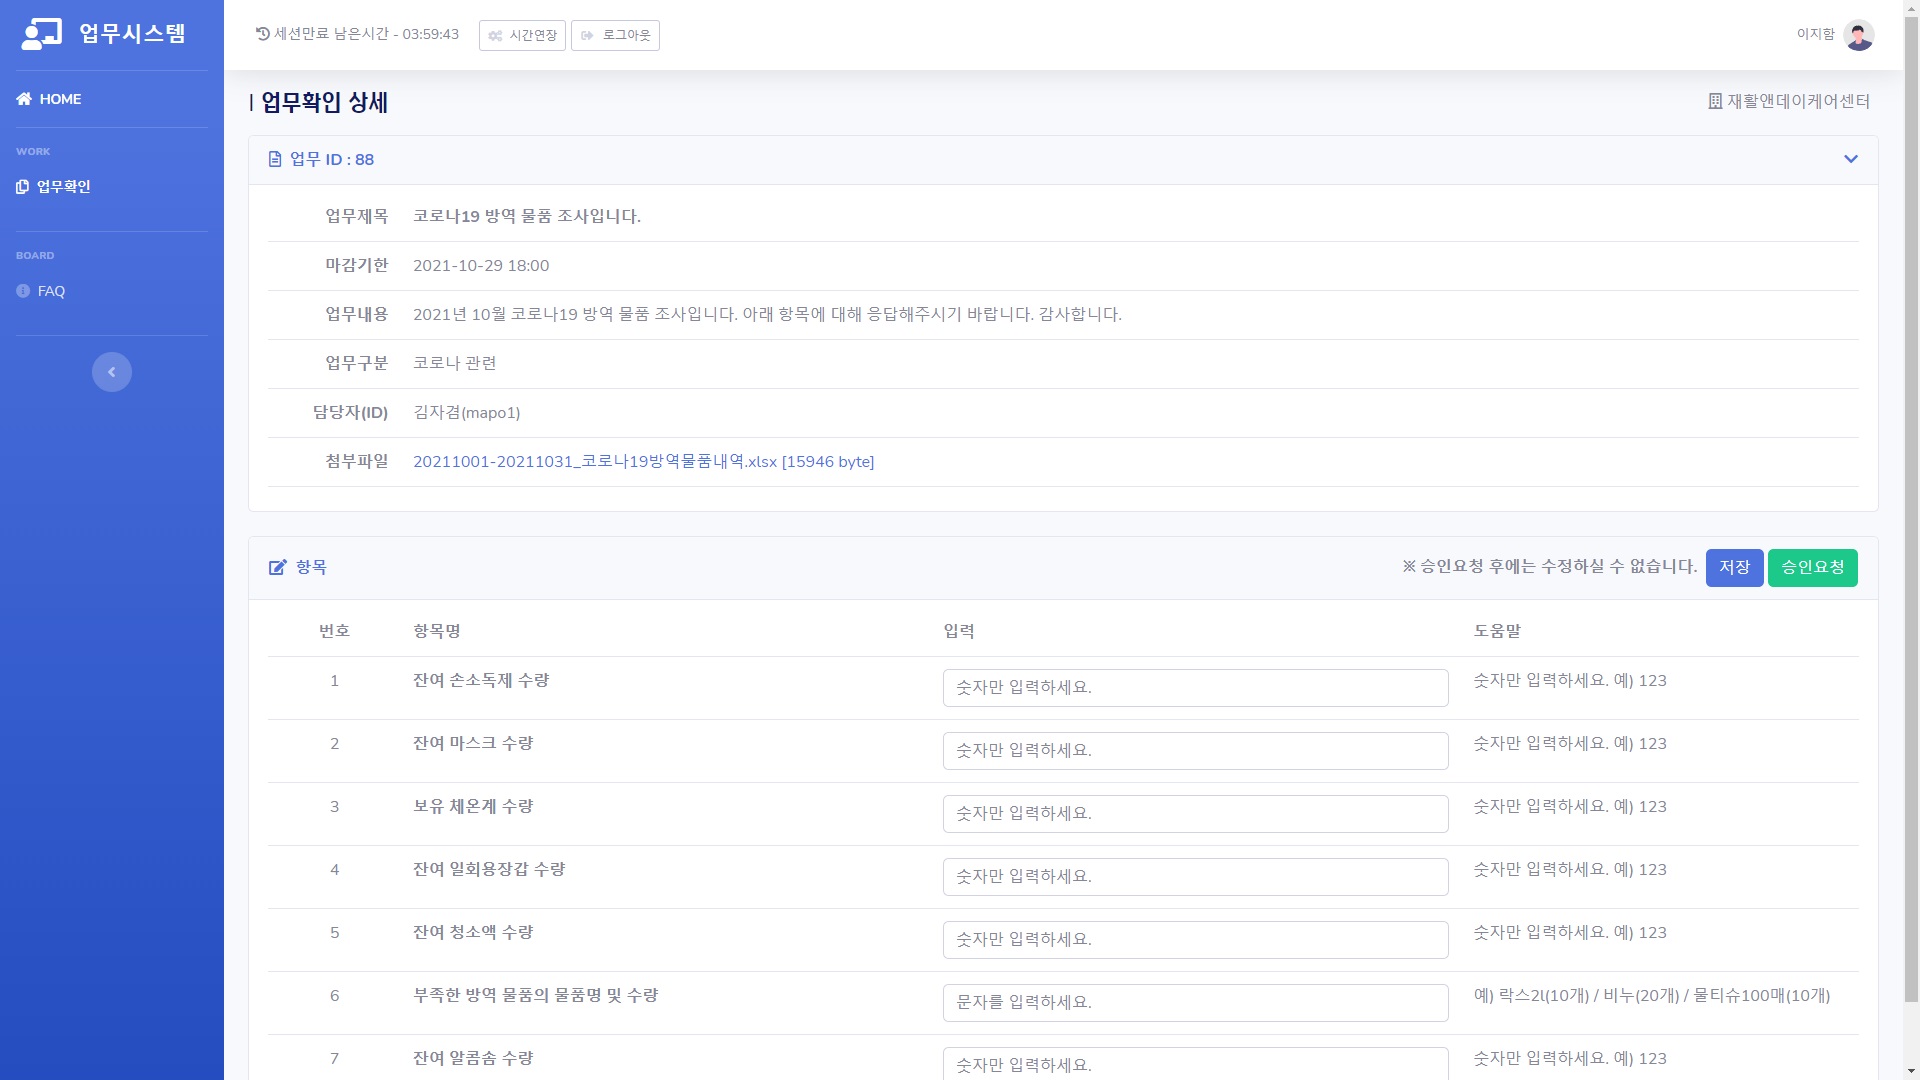 업무시스템
세션만료 남은시간 - 03:59:43
시간연장
로그아웃
이지함
HOME
WORK
업무확인
BOARD
FAQ
| 업무확인 상세
재활앤데이케어센터
업무 ID : 88
업무제목 코로나19 방역 물품 조사입니다.
마감기한 2021-10-29 18:00
업무내용 2021년 10월 코로나19 방역 물품 조사입니다. 아래 항목에 대해 응답해주시기 바랍니다. 감사합니다.
업무구분 코로나 관련
담당자(ID) 김자겸(mapo1)
첨부파일 20211001-20211031_코로나19방역물품내역.xlsx [15946 byte]
항목
※ 승인요청 후에는 수정하실 수 없습니다. 저장 승인요청
번호 항목명 입력 도움말
1 잔여 손소독제 수량 숫자만 입력하세요. 숫자만 입력하세요. 예) 123
2 잔여 마스크 수량 숫자만 입력하세요. 숫자만 입력하세요. 예) 123
3 보유 체온계 수량 숫자만 입력하세요. 숫자만 입력하세요. 예) 123
4 잔여 일회용장갑 수량 숫자만 입력하세요. 숫자만 입력하세요. 예) 123
5 잔여 청소액 수량 숫자만 입력하세요. 숫자만 입력하세요. 예) 123
6 부족한 방역 물품의 물품명 및 수량 문자를 입력하세요. 예) 락스2l(10개) / 비누(20개) / 물티슈100매(10개)
7 잔여 알콤솜 수량 숫자만 입력하세요. 숫자만 입력하세요. 예) 123